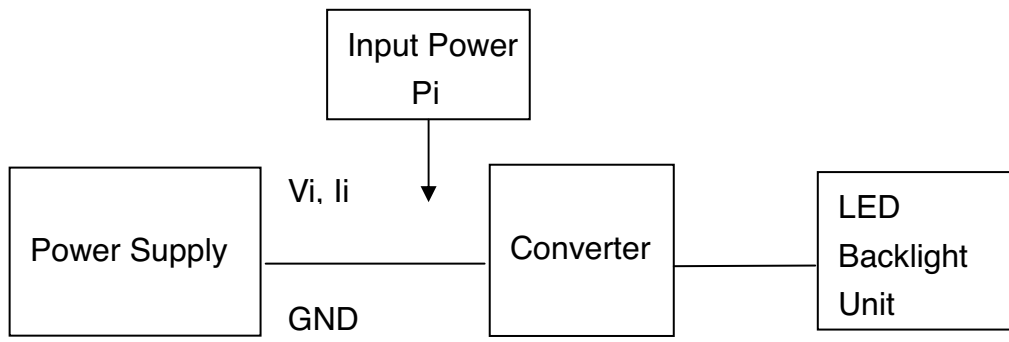 Input Power
Pi
Vi, Ii
Power Supply
GND
Converter
LED
Backlight
Unit